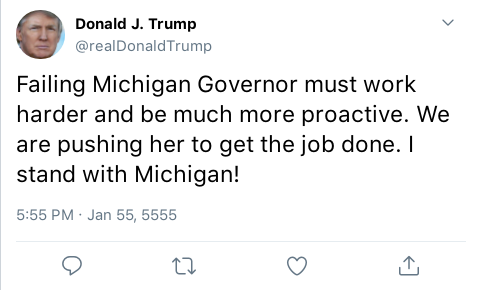 Donald J. Trump
@realDonaldTrump
Failing Michigan Governor must work
harder and be much more proactive. We
are pushing her to get the job done. I
stand with Michigan!
5:55 PM · Jan 55, 5555